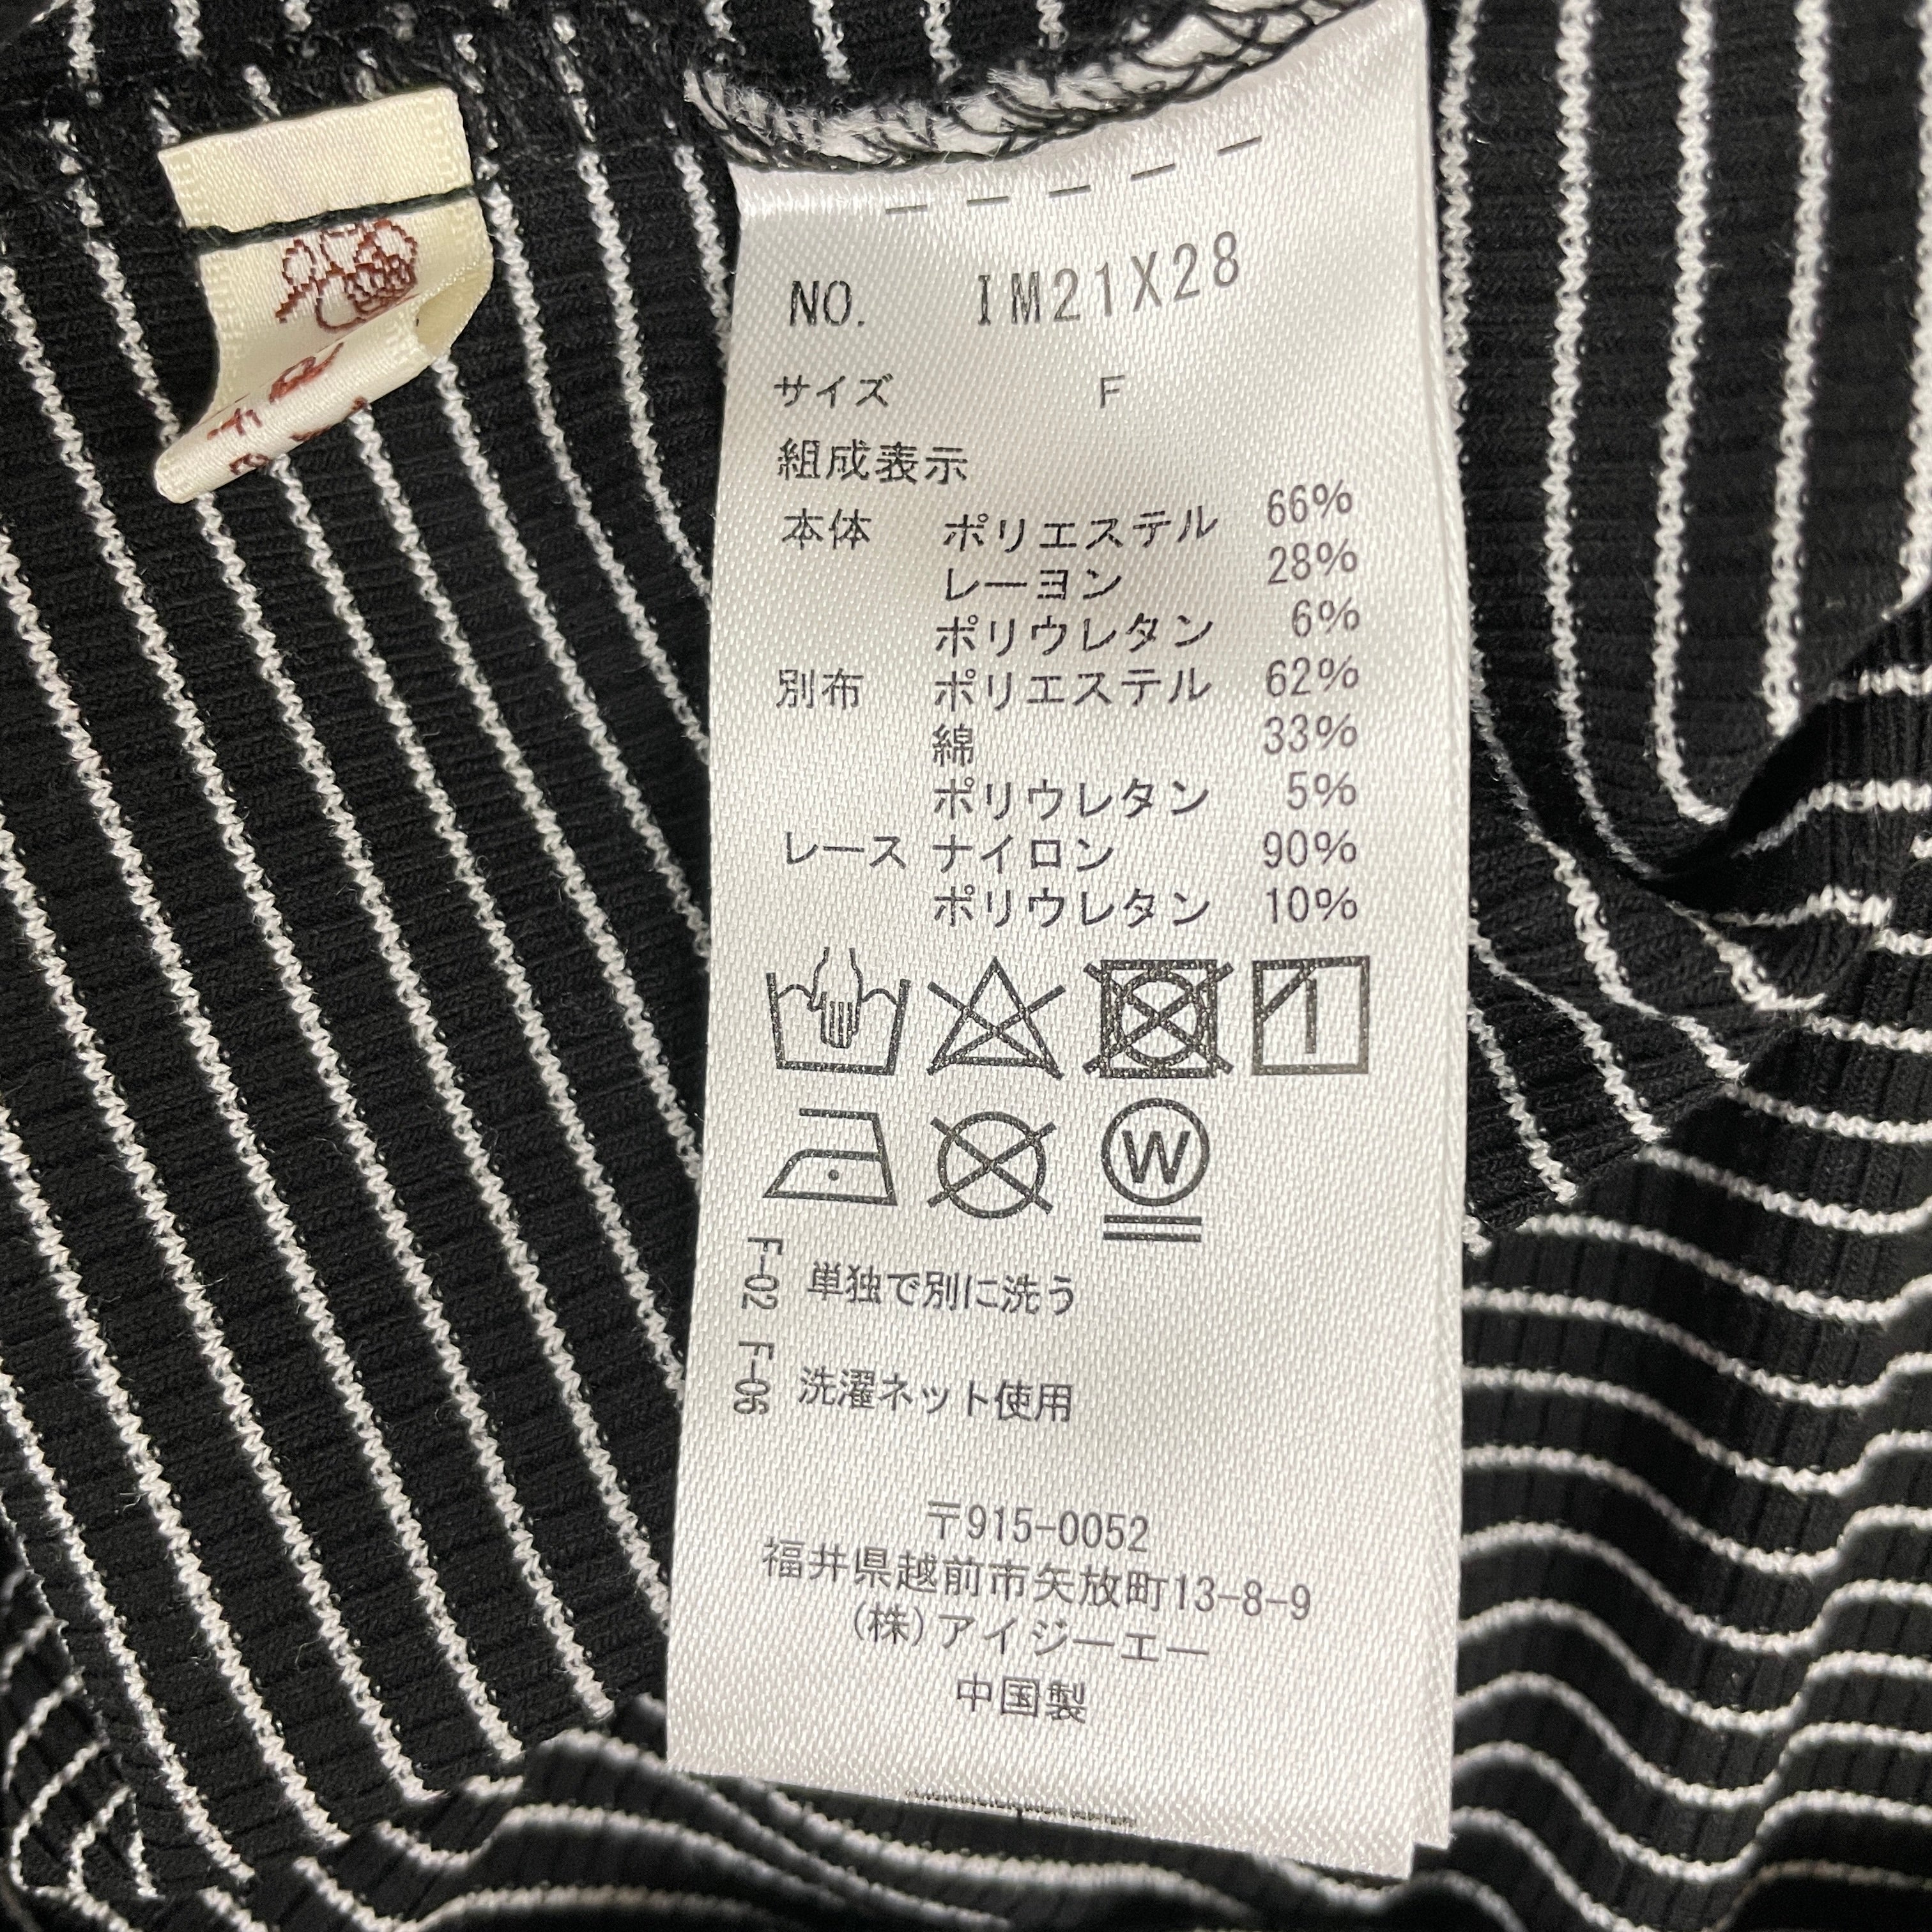 NO. IM21X28
サイズ F
組成表示
本体 ポリエステル 66%
レーヨン 28%
ポリウレタン 6%
別布 ポリエステル 62%
綿 33%
ポリウレタン 5%
レース ナイロン 90%
ポリウレタン 10%
W
F-02 単独で別に洗う
F-06 洗濯ネット使用
〒915-0052
福井県越前市矢放町13-8-9
(株)アイジーエー
中国製